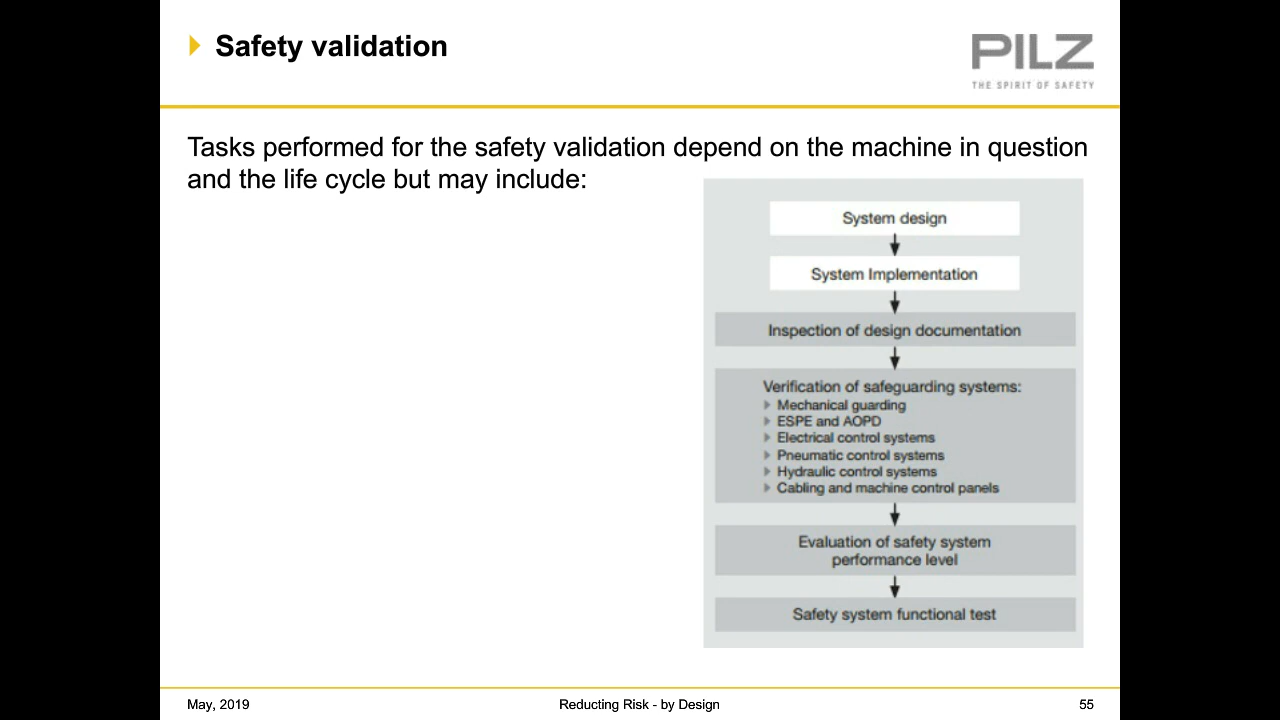 Safety validation
PILZ
THE SPIRIT OF SAFETY
Tasks performed for the safety validation depend on the machine in question
and the life cycle but may include:
System design
System Implementation
Inspection of design documentation
Verification of safeguarding systems:
Mechanical guarding
ESPE and AOPD
Electrical control systems
Pneumatic control systems
Hydraulic control systems
Cabling and machine control panels
Evaluation of safety system
performance level
Safety system functional test
May, 2019
Reducting Risk - by Design
55